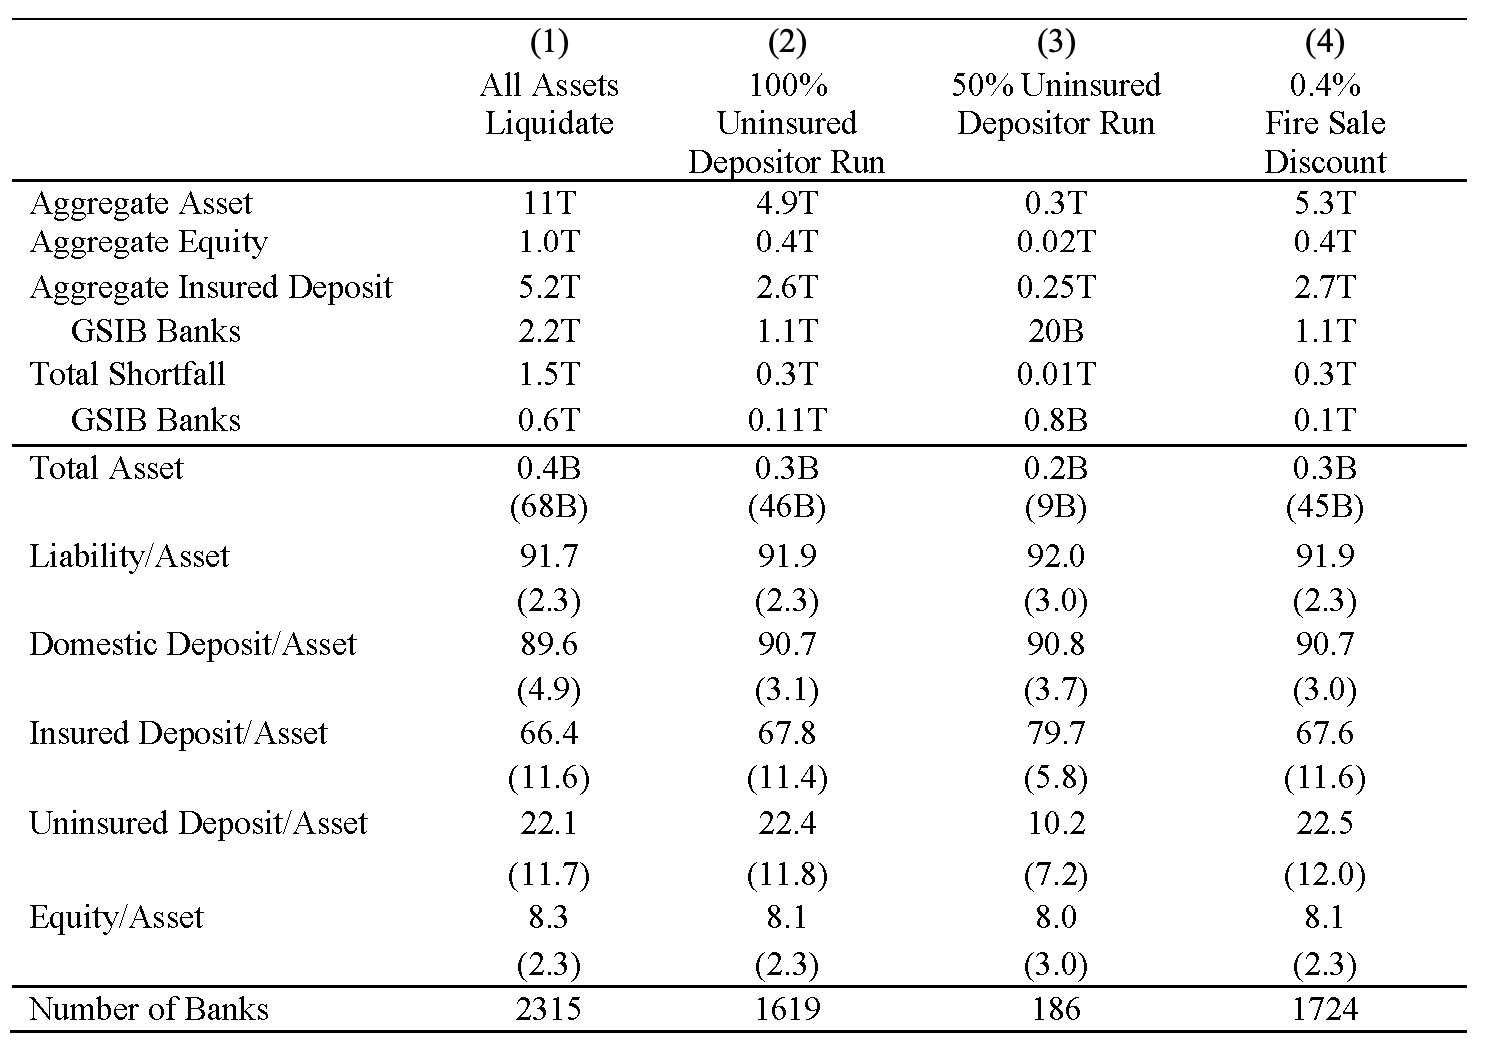 (1) (2) (3) (4)
All Assets 100% 50% Uninsured 0.4%
Liquidate Uninsured Depositor Run Fire Sale
Depositor Run Discount
Aggregate Asset 11T 4.9T 0.3T 5.3T
Aggregate Equity 1.0T 0.4T 0.02T 0.4T
Aggregate Insured Deposit 5.2T 2.6T 0.25T 2.7T
GSIB Banks 2.2T 1.1T 20B 1.1T
Total Shortfall 1.5T 0.3T 0.01T 0.3T
GSIB Banks 0.6T 0.11T 0.8B 0.1T
Total Asset 0.4B 0.3B 0.2B 0.3B
(68B) (46B) (9B) (45B)
Liability/Asset 91.7 91.9 92.0 91.9
(2.3) (2.3) (3.0) (2.3)
Domestic Deposit/Asset 89.6 90.7 90.8 90.7
(4.9) (3.1) (3.7) (3.0)
Insured Deposit/Asset 66.4 67.8 79.7 67.6
(11.6) (11.4) (5.8) (11.6)
Uninsured Deposit/Asset 22.1 22.4 10.2 22.5
(11.7) (11.8) (7.2) (12.0)
Equity/Asset 8.3 8.1 8.0 8.1
(2.3) (2.3) (3.0) (2.3)
Number of Banks 2315 1619 186 1724